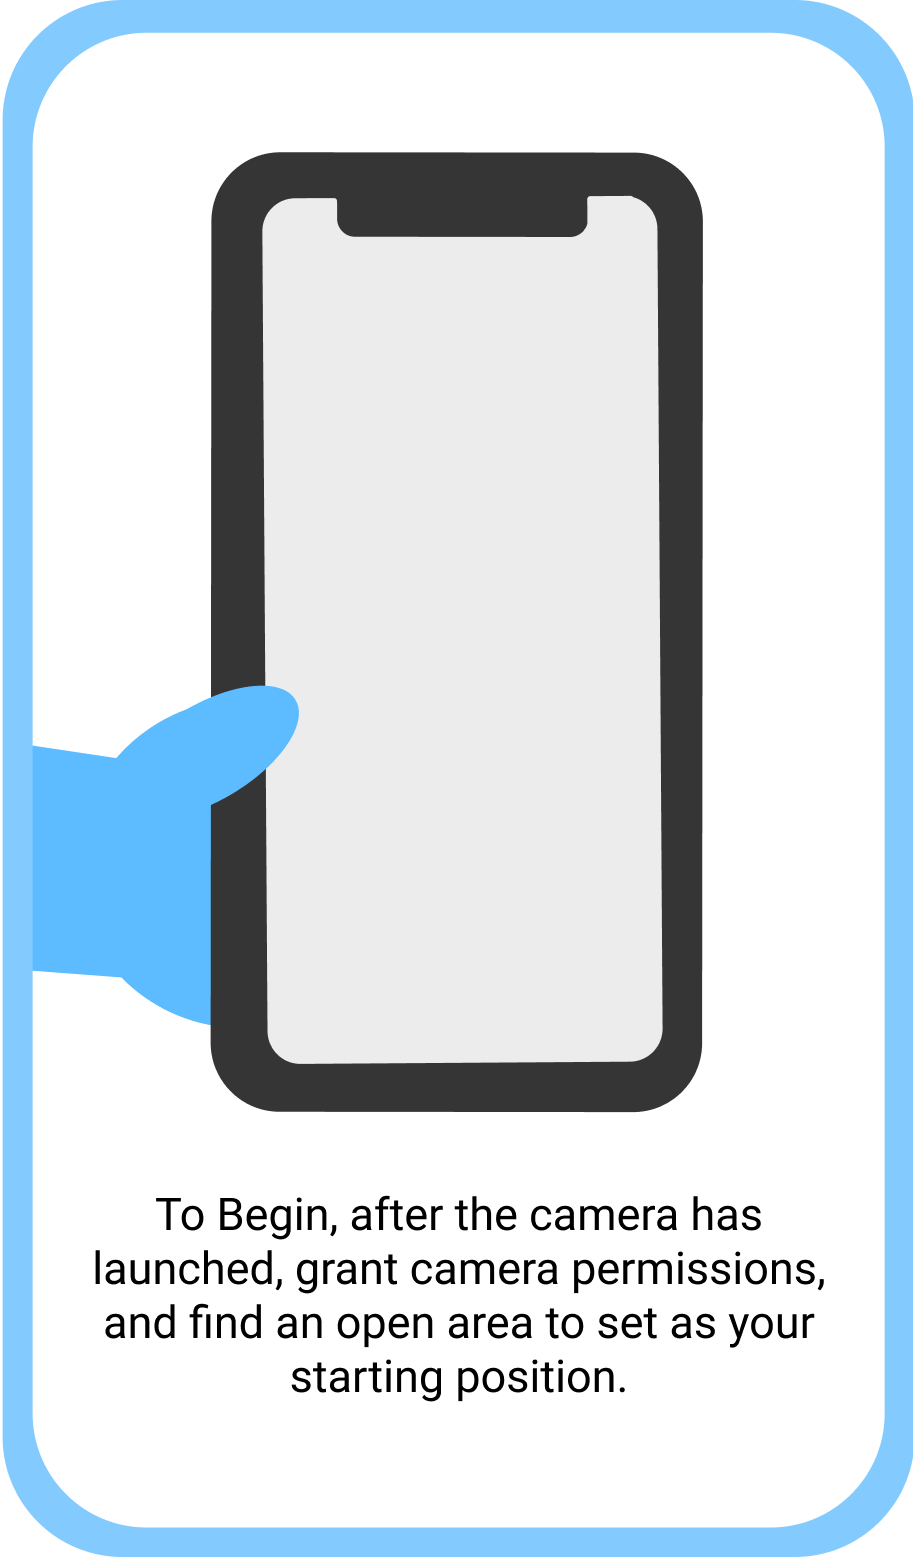 To Begin, after the camera has
launched, grant camera permissions,
and find an open area to set as your
starting position.